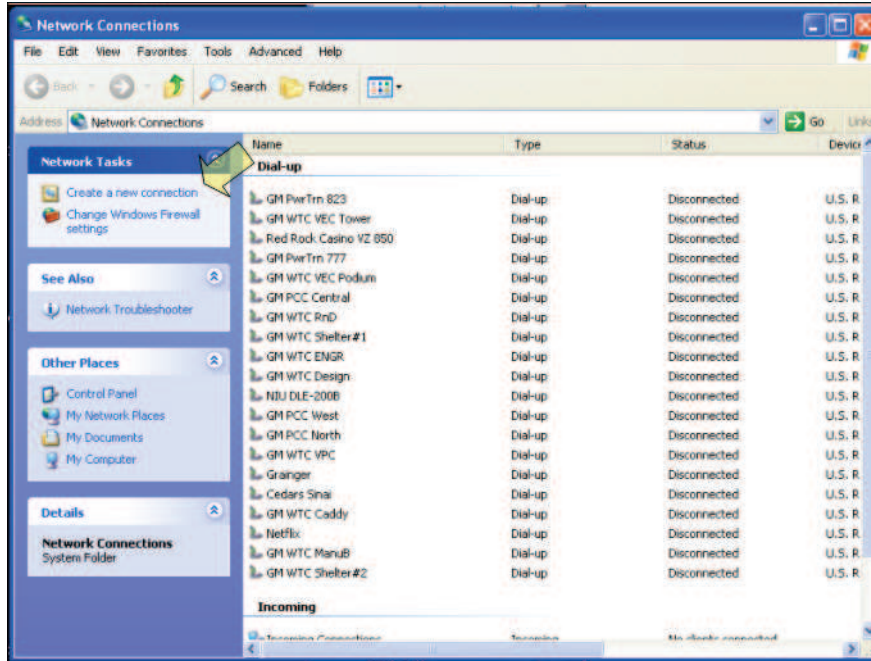 Network Connections
File Edit View Favorites Tools Advanced Help
Back Search Folders
Address Network Connections Go Links
Network Tasks
Create a new connection
Change Windows Firewall
settings
See Also
Network Troubleshooter
Other Places
Control Panel
My Network Places
My Documents
My Computer
Details
Network Connections
System Folder
Name Type Status Device
Dial-up
GM PwrTrn 823 Dial-up Disconnected U.S. R
GM WTC VEC Tower Dial-up Disconnected U.S. R
Red Rock Casino VZ 850 Dial-up Disconnected U.S. R
GM PwrTrn 777 Dial-up Disconnected U.S. R
GM WTC VEC Podium Dial-up Disconnected U.S. R
GM PCC Central Dial-up Disconnected U.S. R
GM WTC RnD Dial-up Disconnected U.S. R
GM WTC Shelter#1 Dial-up Disconnected U.S. R
GM WTC ENGR Dial-up Disconnected U.S. R
GM WTC Design Dial-up Disconnected U.S. R
NIU DLE-200B Dial-up Disconnected U.S. R
GM PCC West Dial-up Disconnected U.S. R
GM PCC North Dial-up Disconnected U.S. R
GM WTC VPC Dial-up Disconnected U.S. R
Grainger Dial-up Disconnected U.S. R
Cedars Sinai Dial-up Disconnected U.S. R
GM WTC Caddy Dial-up Disconnected U.S. R
Netflix Dial-up Disconnected U.S. R
GM WTC ManuB Dial-up Disconnected U.S. R
GM WTC Shelter#2 Dial-up Disconnected U.S. R
Incoming
Incoming Connections Incoming No clients connected